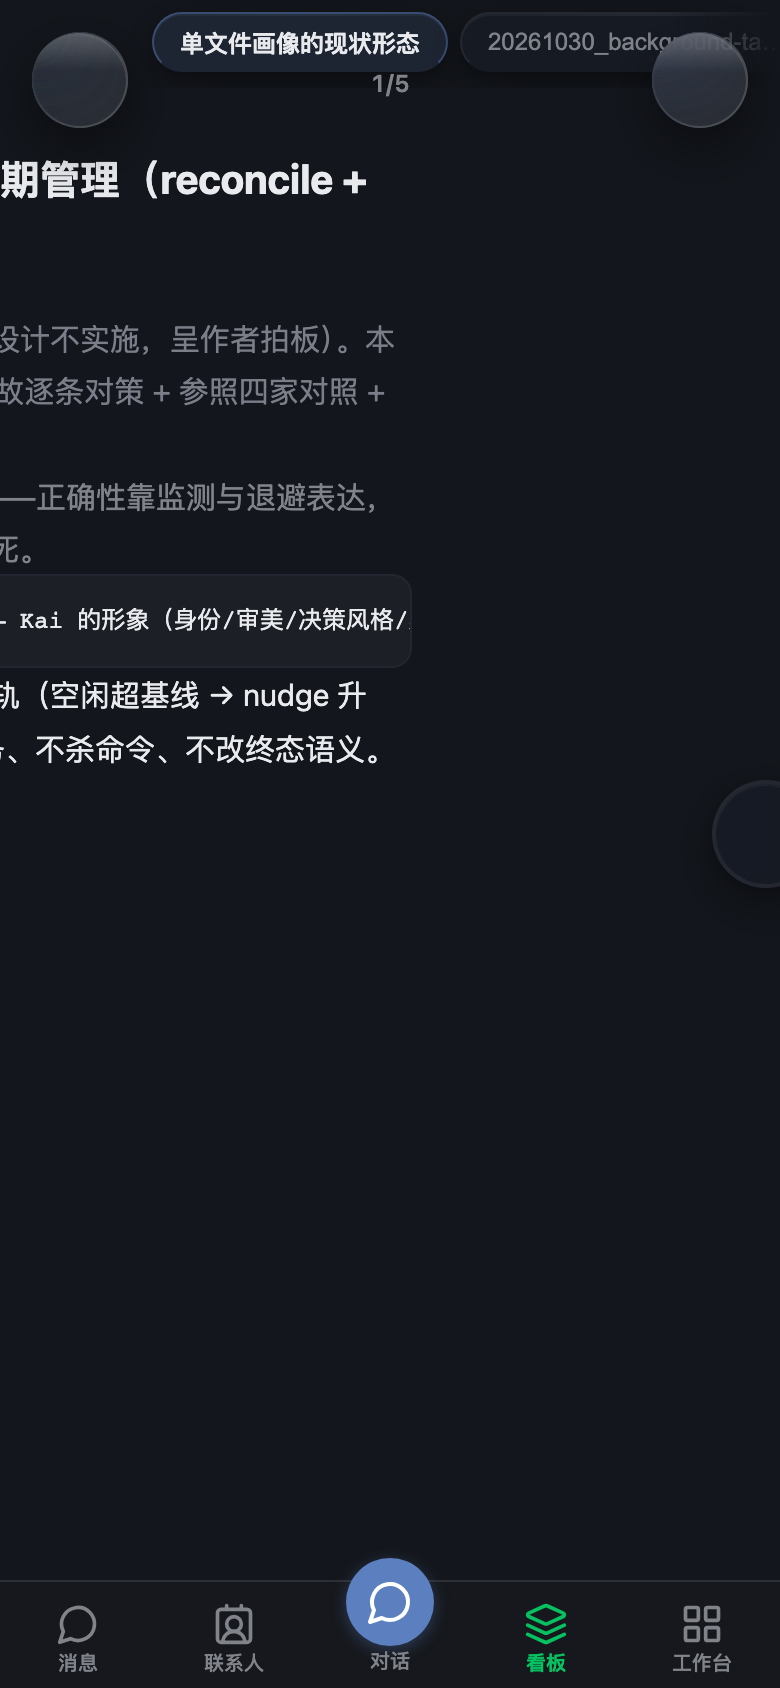 单文件画像的现状形态
20261030_background-ta...
1/5
期管理（reconcile +
设计不实施，呈作者拍板）。本
故逐条对策 + 参照四家对照 +
——正确性靠监测与退避表达，
死。
- Kai 的形象（身份/审美/决策风格/
轨（空闲超基线 → nudge 升
、不杀命令、不改终态语义。
消息
联系人
对话
看板
工作台